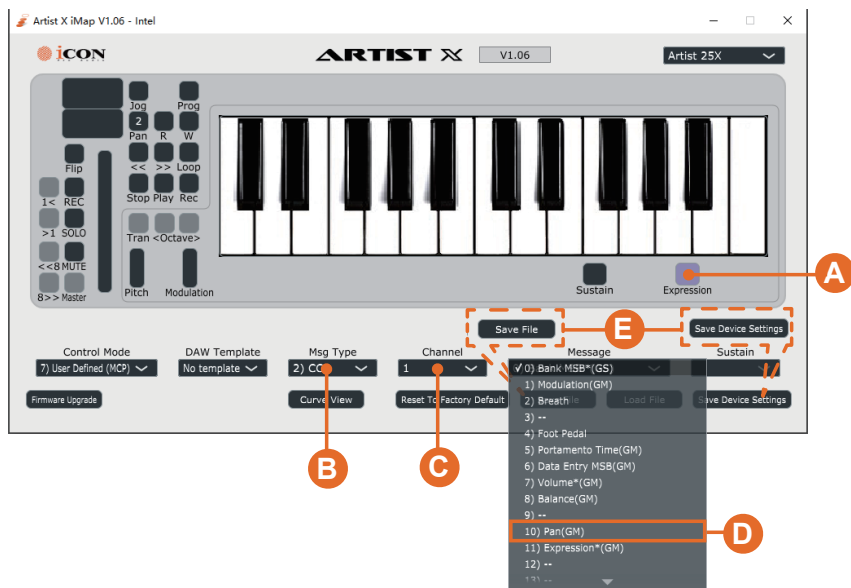 Artist X iMap V1.06 - Intel
iCON
ARTIST X
V1.06
Artist 25X
Jog
Prog
2
Pan R W
Flip
<< >> Loop
1< REC
Stop Play Rec
>1 SOLO
Tran <Octave>
<<8 MUTE
8>> Master
Pitch Modulation
Sustain
Expression
A
Save File
E
Save Device Settings
Control Mode
DAW Template
Msg Type
Channel
Message
Sustain
7) User Defined (MCP)
No template
2) CC
1
✓ 0) Bank MSB*(GS)
1) Modulation(GM)
Firmware Upgrade
Curve View
Reset To Factory Default
2) Breath
File
Load File
Save Device Settings
3) --
4) Foot Pedal
B
C
5) Portamento Time(GM)
6) Data Entry MSB(GM)
7) Volume*(GM)
8) Balance(GM)
9) --
10) Pan(GM)
D
11) Expression*(GM)
12) --
13) --